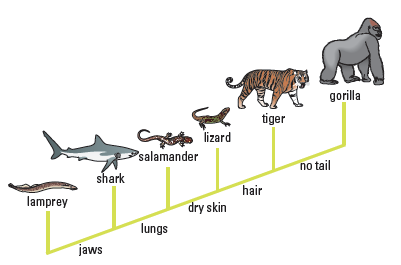 gorilla
tiger
lizard
salamander
shark
lamprey
no tail
hair
dry skin
lungs
jaws